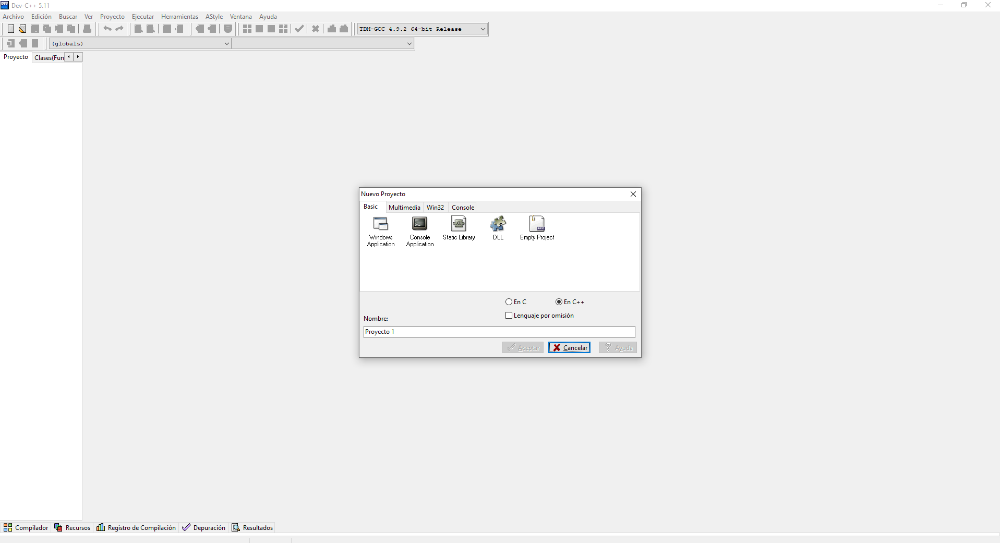 Dev-C++ 5.11
Archivo Edición Buscar Ver Proyecto Ejecutar Herramientas AStyle Ventana Ayuda
TDM-GCC 4.9.2 64-bit Release
(globals)
Proyecto Clases(Fun
Nuevo Proyecto
Basic Multimedia Win32 Console
Windows Application
Console Application
Static Library
DLL
Empty Project
En C En C++
Lenguaje por omisión
Nombre:
Proyecto 1
Aceptar Cancelar Ayuda
Compilador Recursos Registro de Compilación Depuración Resultados